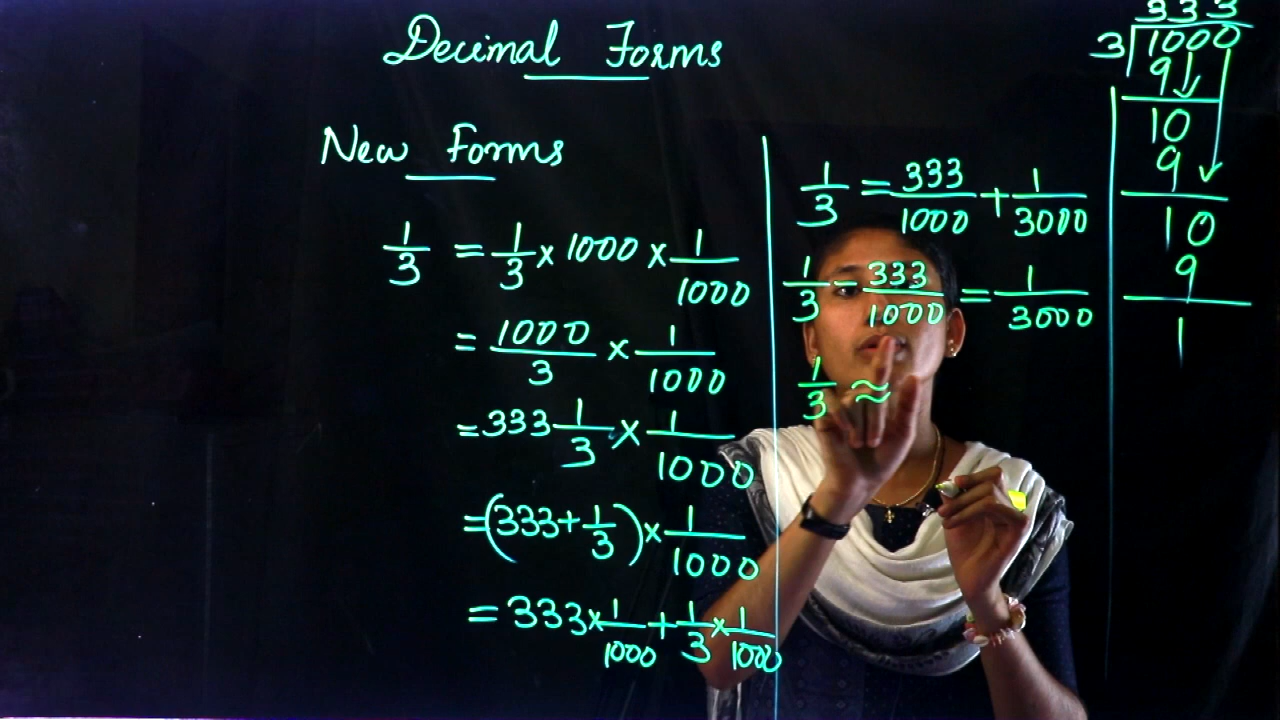 Decimal Forms
New Forms
1/3 = 1/3 × 1000 × 1/1000
= 1000/3 × 1/1000
= 333 1/3 × 1/1000
= (333 + 1/3) × 1/1000
= 333 × 1/1000 + 1/3 × 1/1000
1/3 = 333/1000 + 1/3000
1/3 - 333/1000 = 1/3000
1/3 ≈
333
3 1000
9
10
9
10
9
1